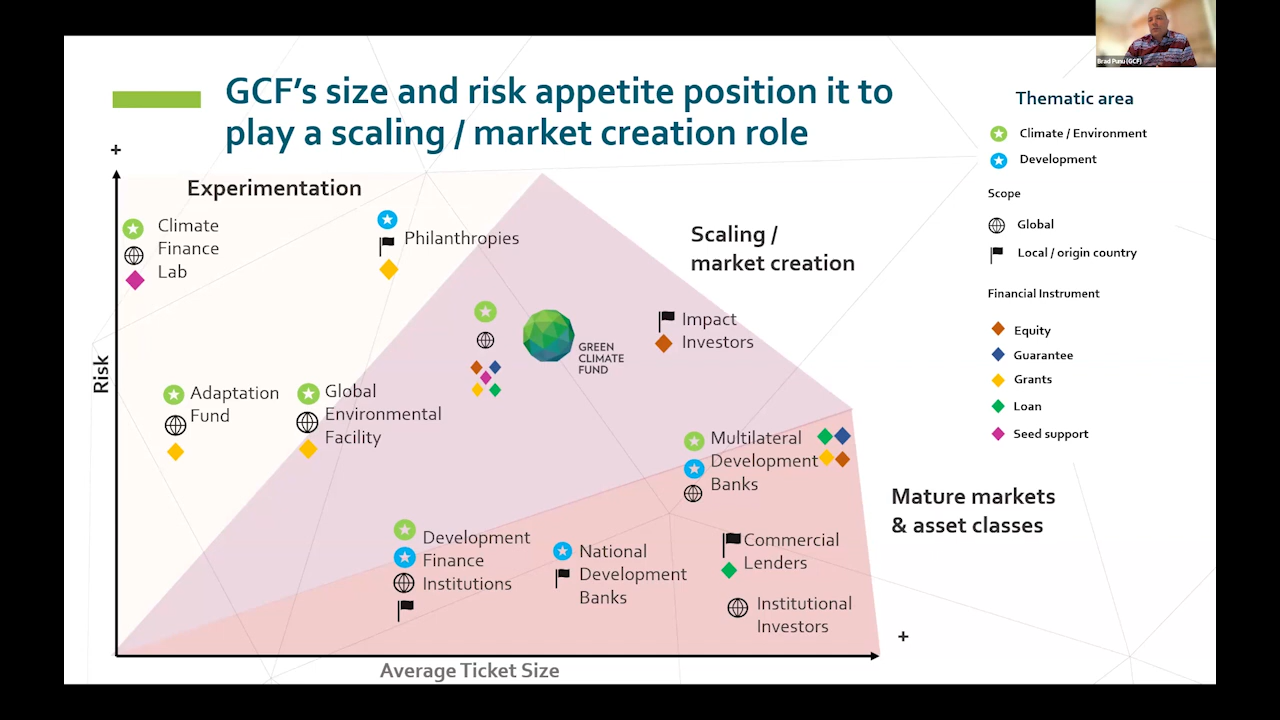 GCF's size and risk appetite position it to
play a scaling / market creation role
Brad Punu (GCF)
+
Experimentation
Climate
Finance
Lab
Philanthropies
Scaling /
market creation
GREEN
CLIMATE
FUND
Impact
Investors
Risk
Adaptation
Fund
Global
Environmental
Facility
Multilateral
Development
Banks
Mature markets
& asset classes
Development
Finance
Institutions
National
Development
Banks
Commercial
Lenders
Institutional
Investors
+
Average Ticket Size
Thematic area
Climate / Environment
Development
Scope
Global
Local / origin country
Financial Instrument
Equity
Guarantee
Grants
Loan
Seed support